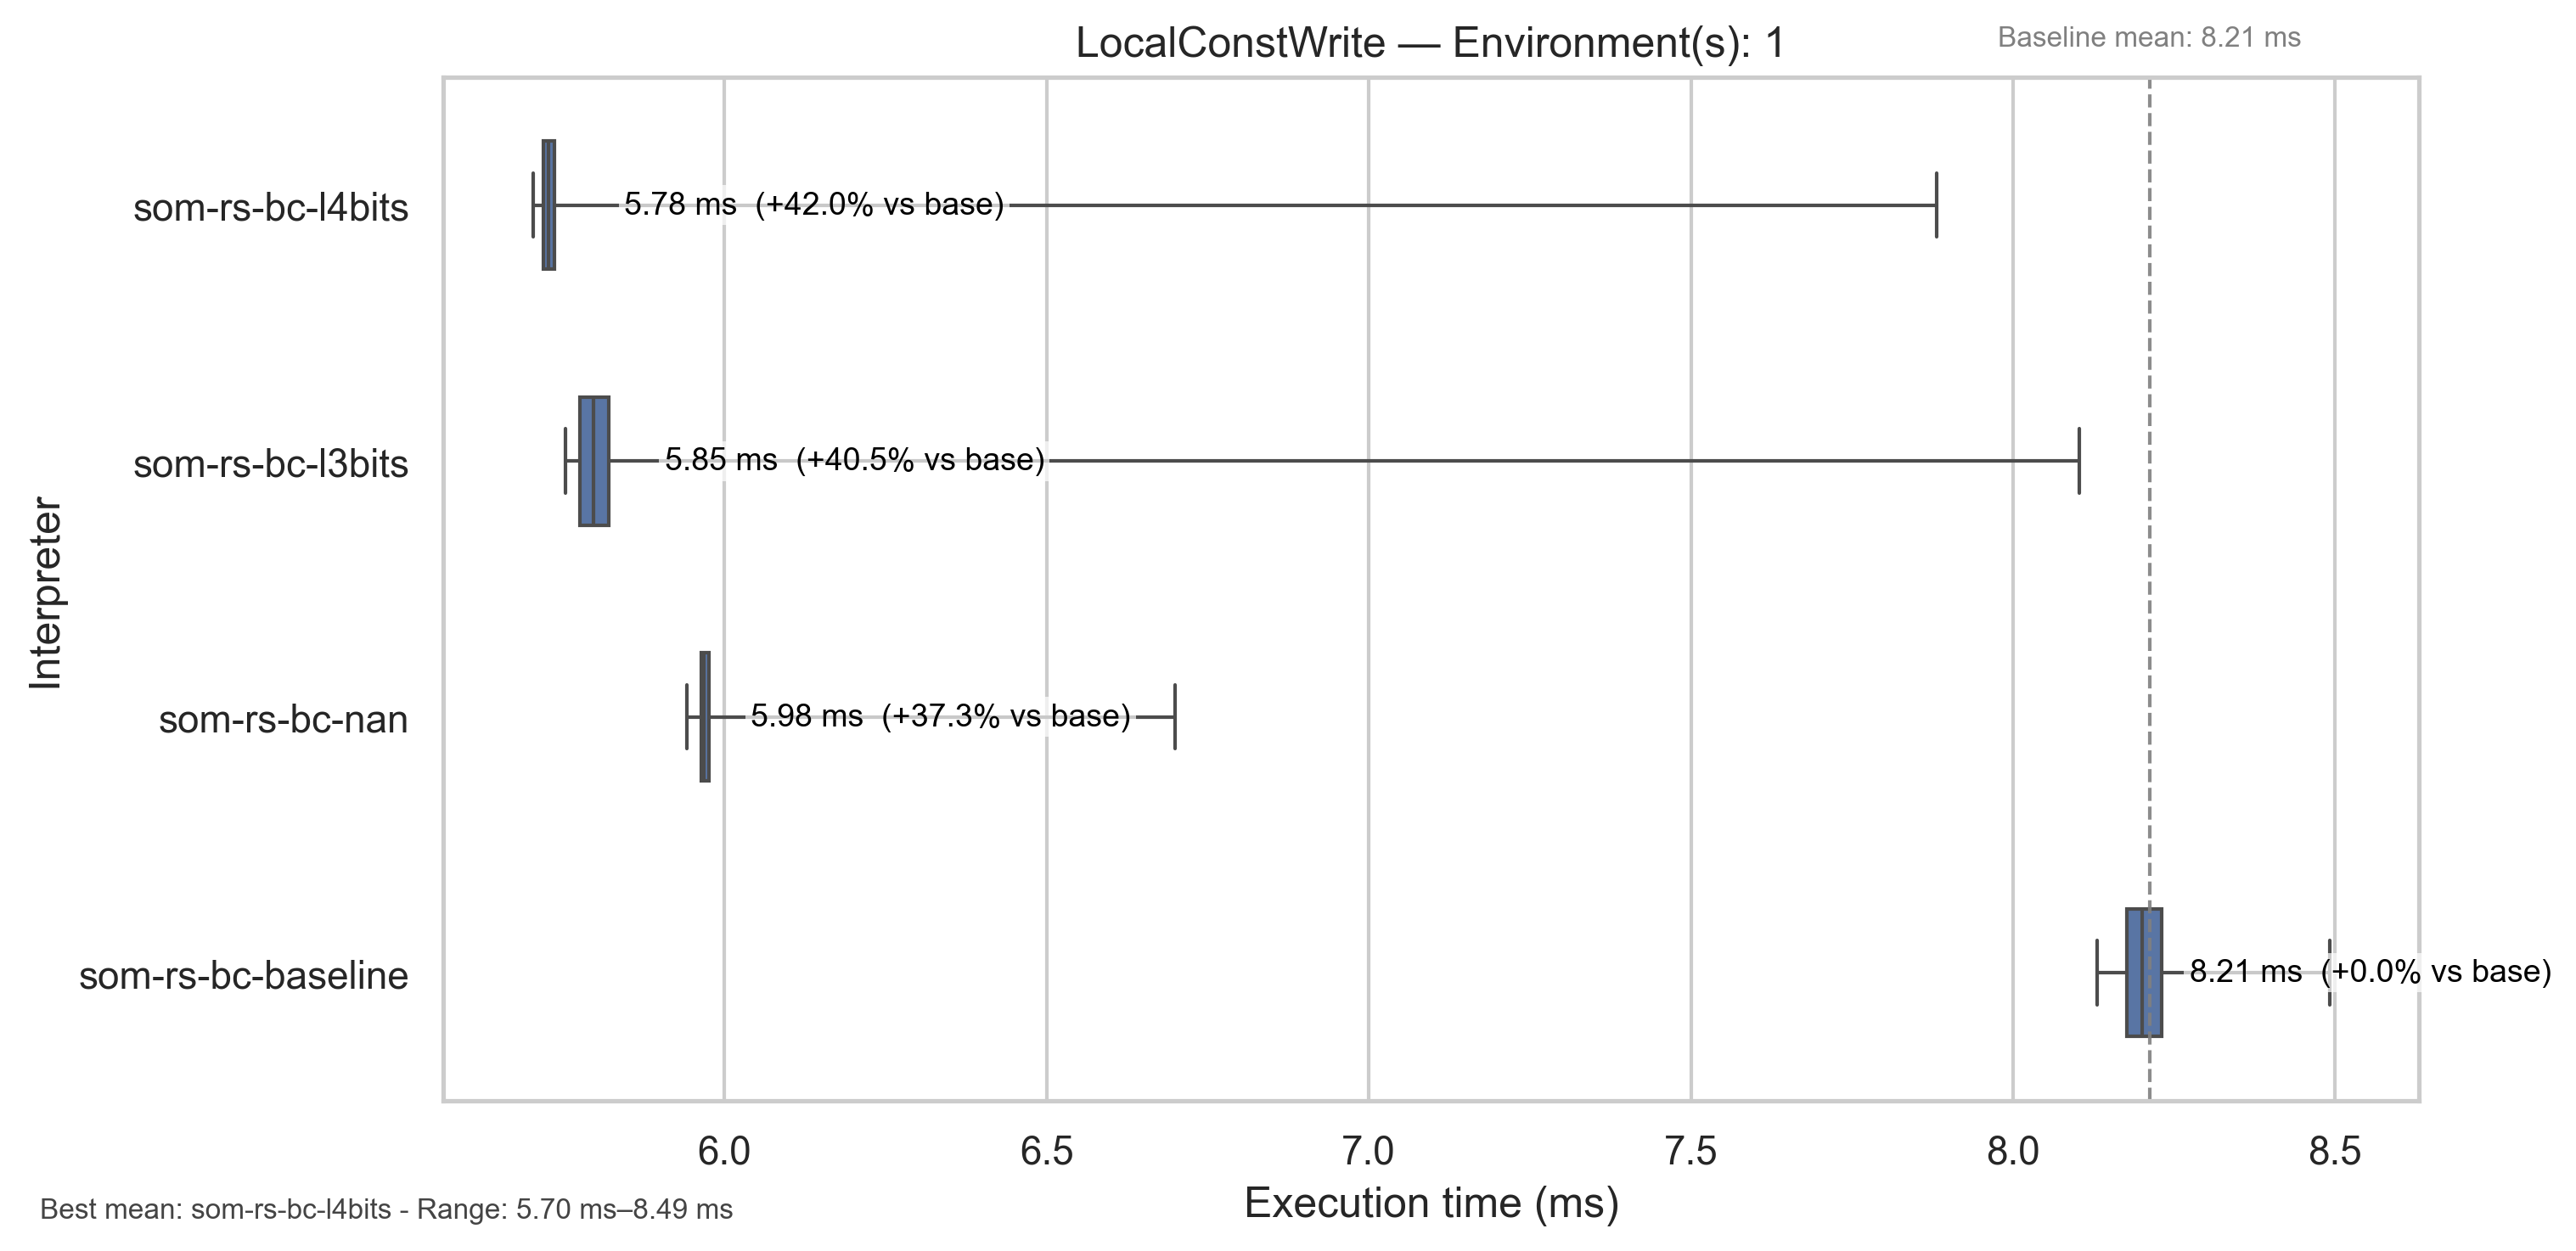 LocalConstWrite — Environment(s): 1
Baseline mean: 8.21 ms
som-rs-bc-l4bits
5.78 ms (+42.0% vs base)
som-rs-bc-l3bits
5.85 ms (+40.5% vs base)
Interpreter
som-rs-bc-nan
5.98 ms (+37.3% vs base)
som-rs-bc-baseline
8.21 ms (+0.0% vs base)
6.0 6.5 7.0 7.5 8.0 8.5
Execution time (ms)
Best mean: som-rs-bc-l4bits - Range: 5.70 ms–8.49 ms